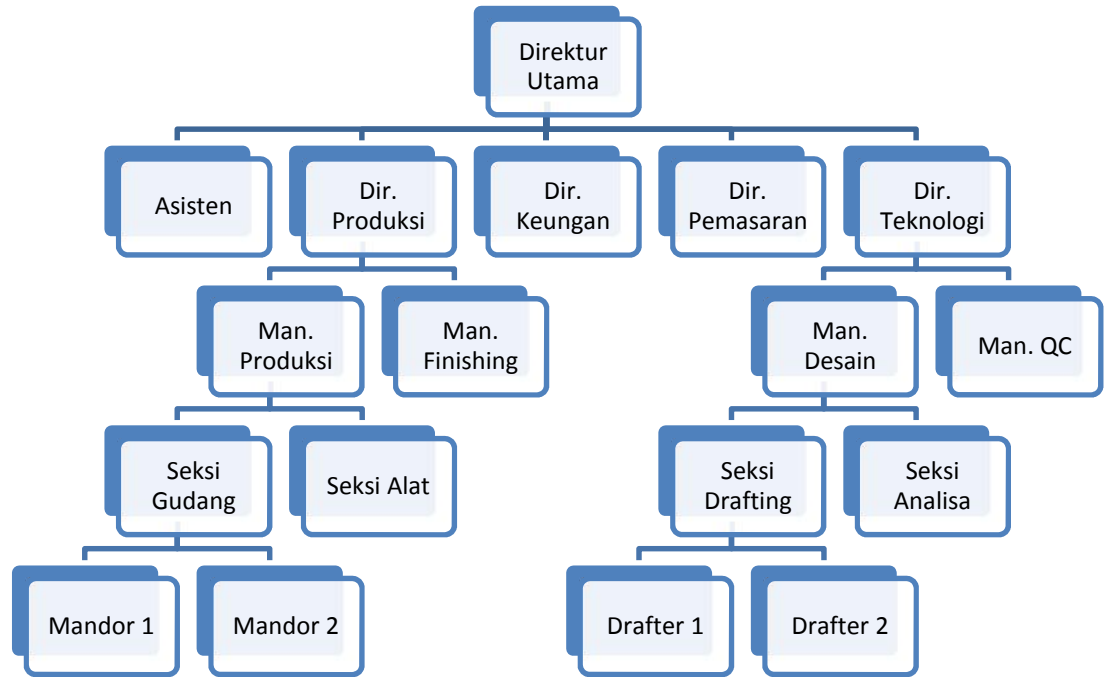 Direktur
Utama
Asisten
Dir.
Produksi
Dir.
Keungan
Dir.
Pemasaran
Dir.
Teknologi
Man.
Produksi
Man.
Finishing
Man.
Desain
Man. QC
Seksi
Gudang
Seksi Alat
Seksi
Drafting
Seksi
Analisa
Mandor 1
Mandor 2
Drafter 1
Drafter 2